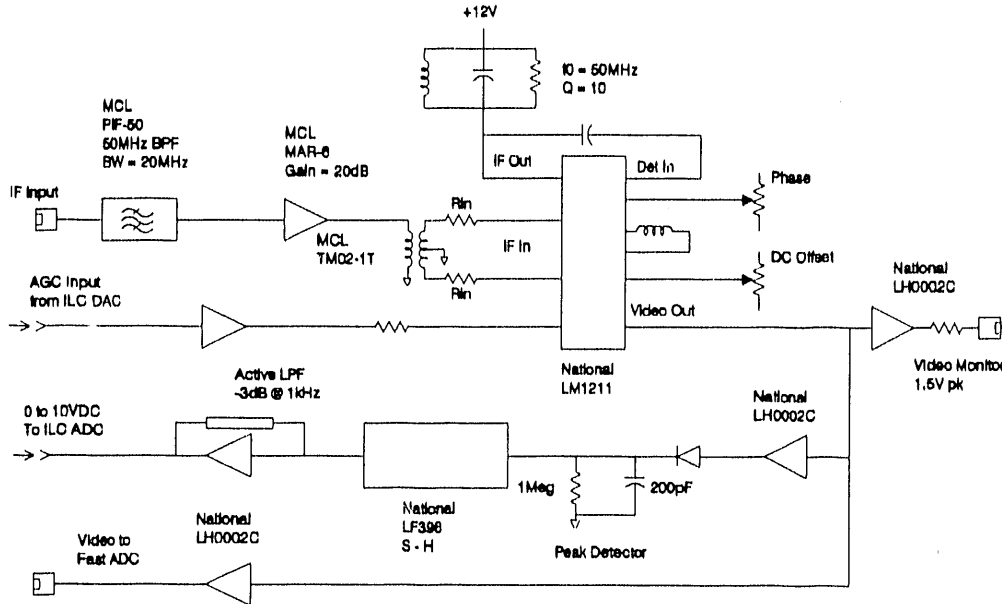 +12V
f0 = 50MHz
Q = 10
MCL
PIF-50
50MHz BPF
BW = 20MHz
MCL
MAR-6
Gain = 20dB
IF Out
Det In
Phase
IF Input
Rin
MCL
TM02-1T
IF In
Rin
DC Offset
AGC Input
from ILC DAC
National
LH0002C
Video Out
National
LM1211
Video Monitor
1.5V pk
Active LPF
-3dB @ 1kHz
0 to 10VDC
To ILC ADC
National
LH0002C
1Meg
200pF
National
LF398
S - H
National
LH0002C
Peak Detector
Video to
Fast ADC